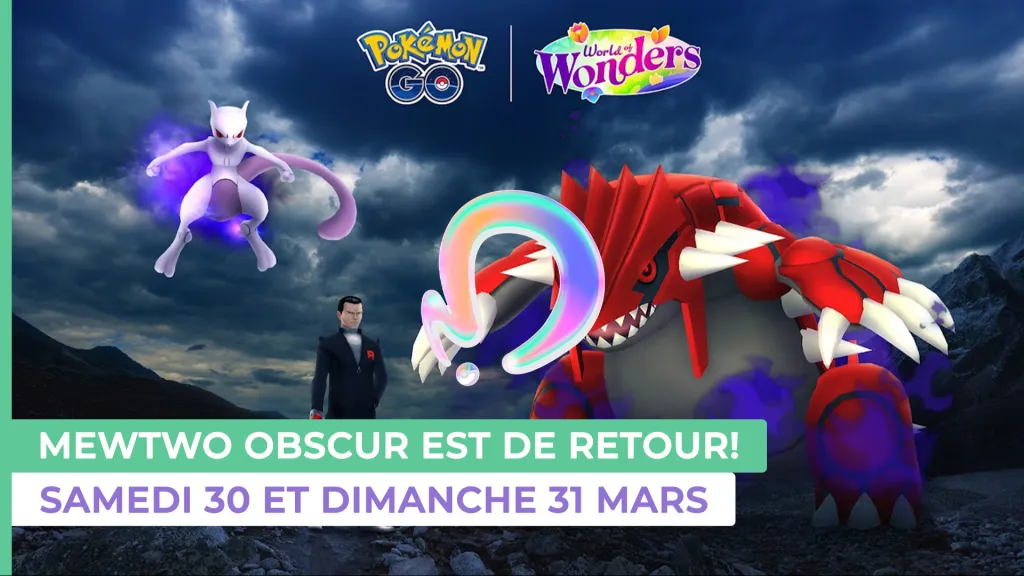 POKÉMON
GO
World of
Wonders
R
MEWTWO OBSCUR EST DE RETOUR!
SAMEDI 30 ET DIMANCHE 31 MARS